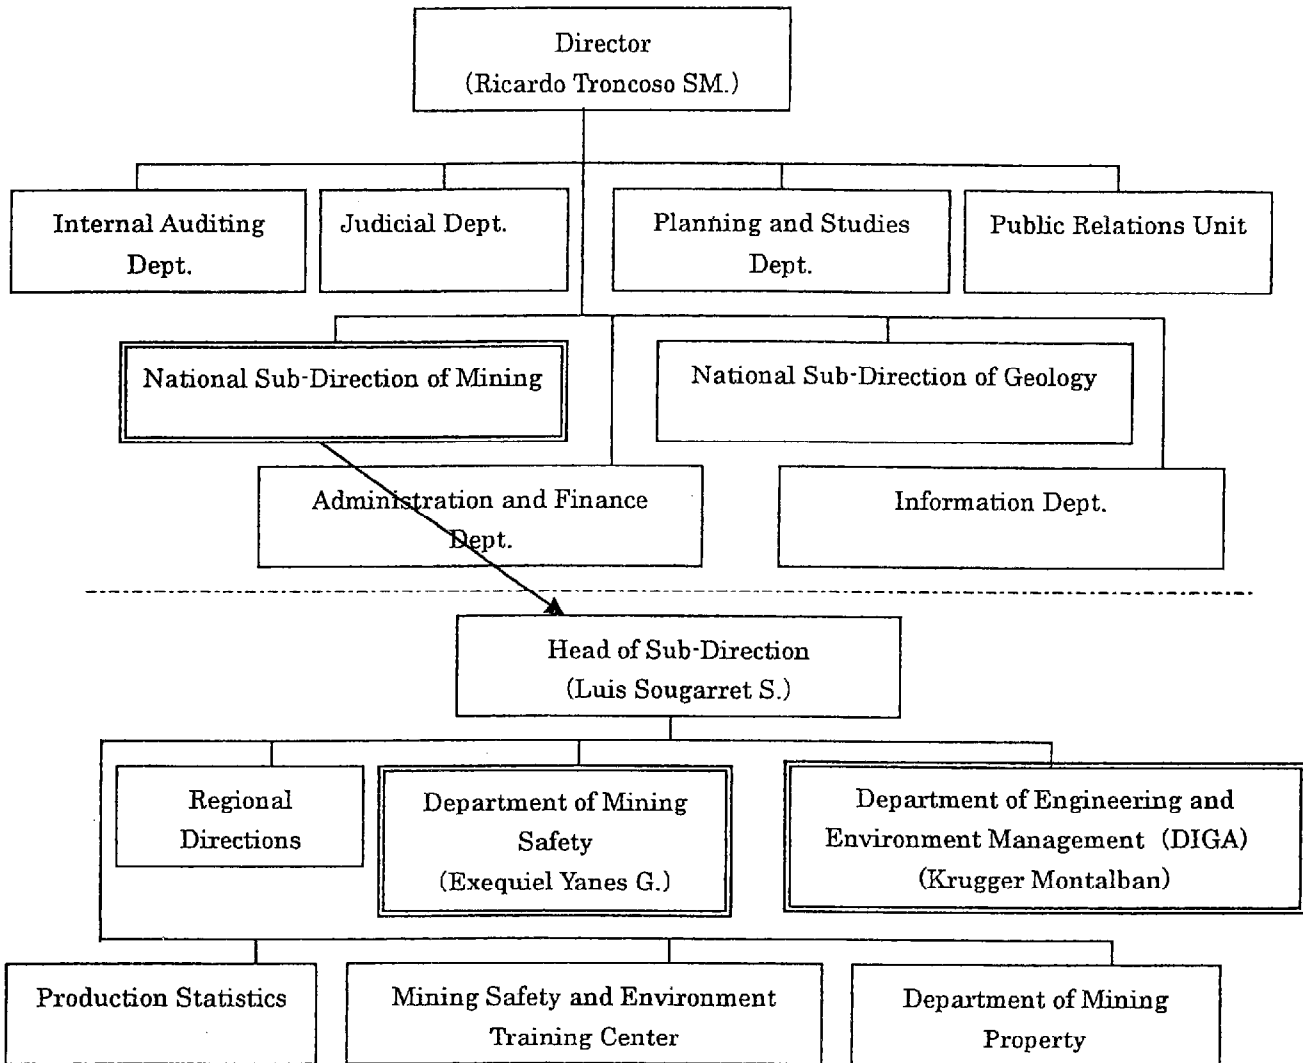 Director
(Ricardo Troncoso SM.)
Internal Auditing
Dept.
Judicial Dept.
Planning and Studies
Dept.
Public Relations Unit
National Sub-Direction of Mining
National Sub-Direction of Geology
Administration and Finance
Dept.
Information Dept.
Head of Sub-Direction
(Luis Sougarret S.)
Regional
Directions
Department of Mining
Safety
(Exequiel Yanes G.)
Department of Engineering and
Environment Management (DIGA)
(Krugger Montalban)
Production Statistics
Mining Safety and Environment
Training Center
Department of Mining
Property